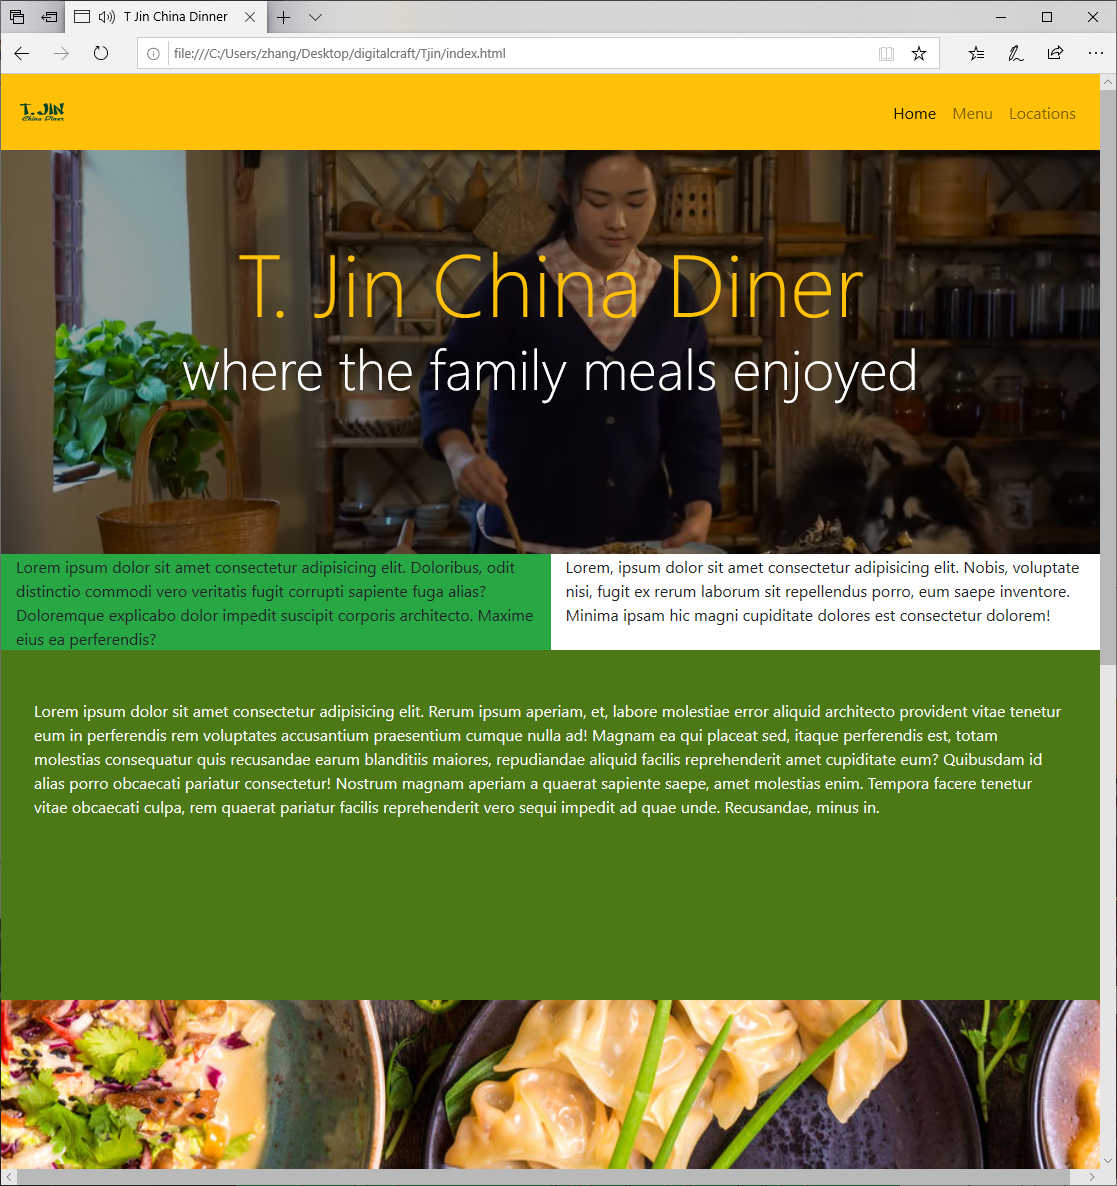 T Jin China Dinner
file:///C:/Users/zhang/Desktop/digitalcraft/Tjin/index.html
T. JIN
China Diner
Home Menu Locations
T. Jin China Diner
where the family meals enjoyed
Lorem ipsum dolor sit amet consectetur adipisicing elit. Doloribus, odit
distinctio commodi vero veritatis fugit corrupti sapiente fuga alias?
Doloremque explicabo dolor impedit suscipit corporis architecto. Maxime
eius ea perferendis?
Lorem, ipsum dolor sit amet consectetur adipisicing elit. Nobis, voluptate
nisi, fugit ex rerum laborum sit repellendus porro, eum saepe inventore.
Minima ipsam hic magni cupiditate dolores est consectetur dolorem!
Lorem ipsum dolor sit amet consectetur adipisicing elit. Rerum ipsum aperiam, et, labore molestiae error aliquid architecto provident vitae tenetur
eum in perferendis rem voluptates accusantium praesentium cumque nulla ad! Magnam ea qui placeat sed, itaque perferendis est, totam
molestias consequatur quis recusandae earum blanditiis maiores, repudiandae aliquid facilis reprehenderit amet cupiditate eum? Quibusdam id
alias porro obcaecati pariatur consectetur! Nostrum magnam aperiam a quaerat sapiente saepe, amet molestias enim. Tempora facere tenetur
vitae obcaecati culpa, rem quaerat pariatur facilis reprehenderit vero sequi impedit ad quae unde. Recusandae, minus in.